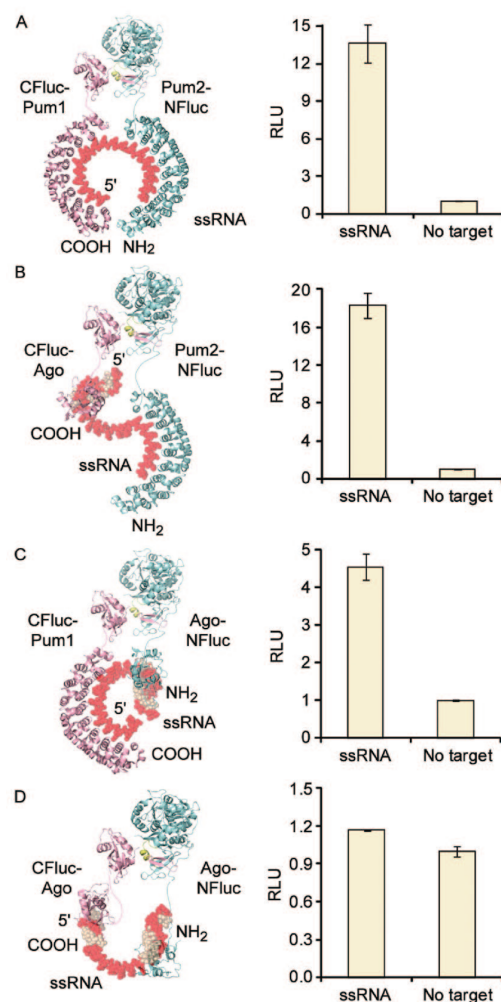 A
CFluc-
Pum1
Pum2-
NFluc
5'
ssRNA
COOH NH2
RLU
15
12
9
6
3
0
ssRNA No target
B
CFluc-
Ago
5'
Pum2-
NFluc
COOH
ssRNA
NH2
RLU
20
16
12
8
4
0
ssRNA No target
C
CFluc-
Pum1
Ago-
NFluc
NH2
5'
ssRNA
COOH
RLU
5
4
3
2
1
0
ssRNA No target
D
CFluc-
Ago
Ago-
NFluc
5'
COOH
NH2
ssRNA
RLU
1.5
1.2
0.9
0.6
0.3
0.0
ssRNA No target